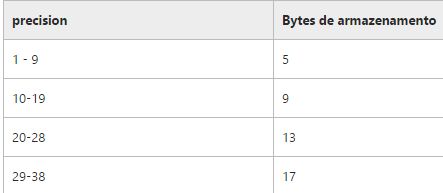 precision Bytes de armazenamento
1 - 9 5
10-19 9
20-28 13
29-38 17